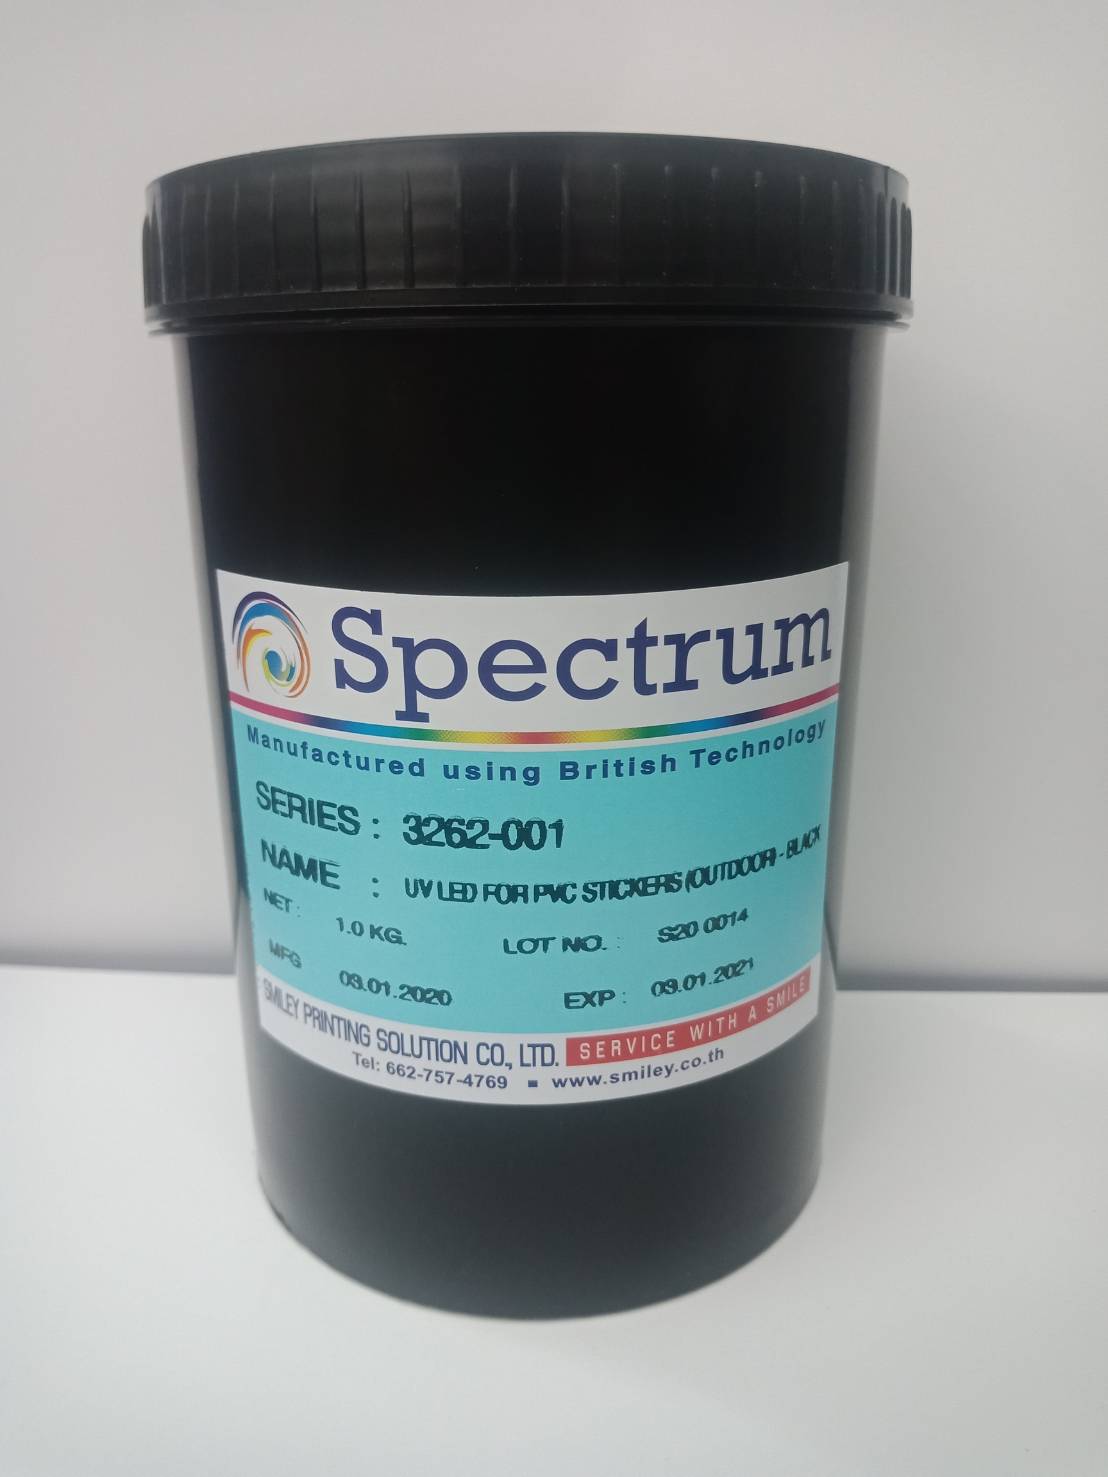 Spectrum
Manufactured using British Technology
SERIES : 3262-001
NAME : UV LED FOR PVC STICKERS (OUTDOOR) - BLACK
NET : 1.0 KG. LOT NO. : S20 0014
MFG 09.01.2020 EXP : 09.01.2021
SMILEY PRINTING SOLUTION CO., LTD. SERVICE WITH A SMILE
Tel: 662-757-4769 ▪ www.smiley.co.th